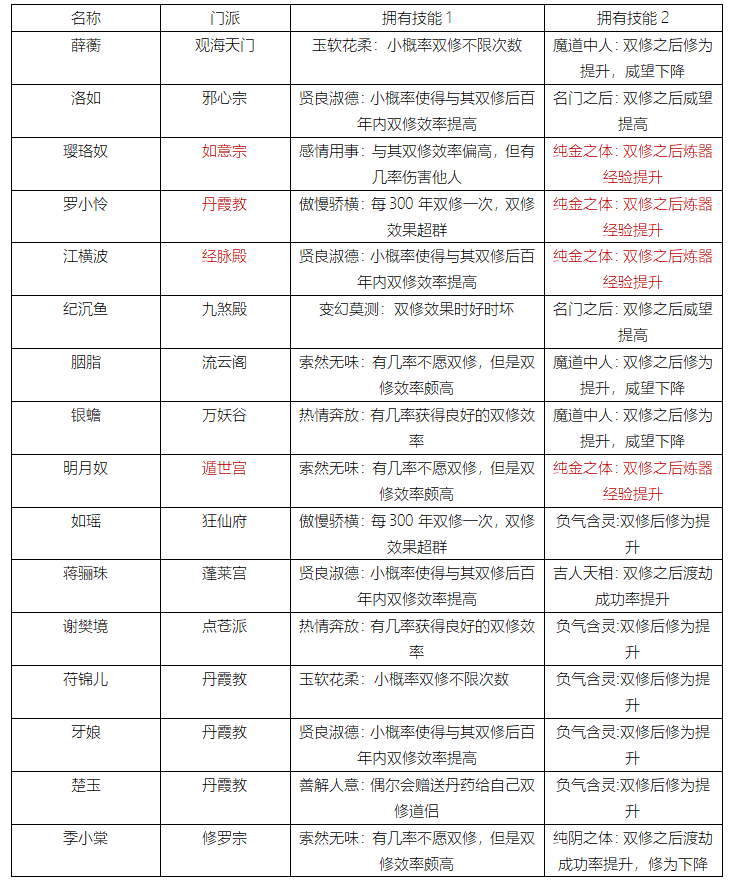 名称 门派 拥有技能1 拥有技能2
薛蘅 观海天门 玉软花柔：小概率双修不限次数 魔道中人：双修之后修为
提升，威望下降
洛如 邪心宗 贤良淑德：小概率使得与其双修后百 名门之后：双修之后威望
年内双修效率提高 提高
璎珞奴 如意宗 感情用事：与其双修效率偏高，但有 纯金之体：双修之后炼器
几率伤害他人 经验提升
罗小怜 丹霞教 傲慢骄横：每300年双修一次，双修 纯金之体：双修之后炼器
效果超群 经验提升
江横波 经脉殿 贤良淑德：小概率使得与其双修后百 纯金之体：双修之后炼器
年内双修效率提高 经验提升
纪沉鱼 九煞殿 变幻莫测：双修效果时好时坏 名门之后：双修之后威望
提高
胭脂 流云阁 索然无味：有几率不愿双修，但是双 魔道中人：双修之后修为
修效率颇高 提升，威望下降
银蟾 万妖谷 热情奔放：有几率获得良好的双修效 魔道中人：双修之后修为
率 提升，威望下降
明月奴 遁世宫 索然无味：有几率不愿双修，但是双 纯金之体：双修之后炼器
修效率颇高 经验提升
如瑶 狂仙府 傲慢骄横：每300年双修一次，双修 负气含灵:双修后修为提
效果超群 升
蒋骊珠 蓬莱宫 贤良淑德：小概率使得与其双修后百 吉人天相：双修之后渡劫
年内双修效率提高 成功率提升
谢樊境 点苍派 热情奔放：有几率获得良好的双修效 负气含灵:双修后修为提
率 升
苻锦儿 丹霞教 玉软花柔：小概率双修不限次数 负气含灵:双修后修为提
升
牙娘 丹霞教 贤良淑德：小概率使得与其双修后百 负气含灵:双修后修为提
年内双修效率提高 升
楚玉 丹霞教 善解人意：偶尔会赠送丹药给自己双 负气含灵:双修后修为提
修道侣 升
季小棠 修罗宗 索然无味：有几率不愿双修，但是双 纯阴之体：双修之后渡劫
修效率颇高 成功率提升，修为下降